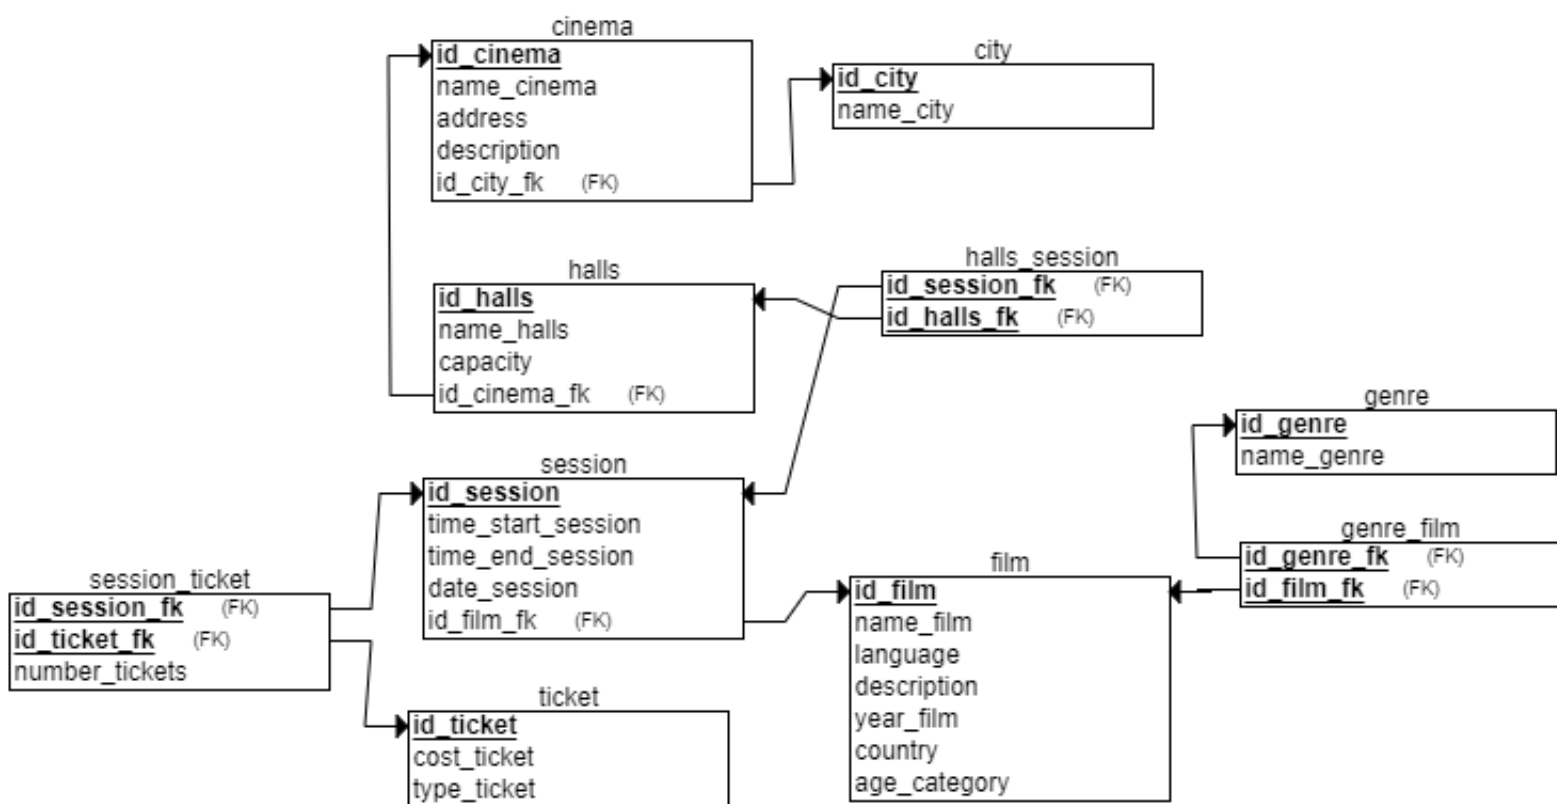 cinema
id_cinema
name_cinema
address
description
id_city_fk (FK)
city
id_city
name_city
halls
id_halls
name_halls
capacity
id_cinema_fk (FK)
halls_session
id_session_fk (FK)
id_halls_fk (FK)
genre
id_genre
name_genre
session
id_session
time_start_session
time_end_session
date_session
id_film_fk (FK)
genre_film
id_genre_fk (FK)
id_film_fk (FK)
session_ticket
id_session_fk (FK)
id_ticket_fk (FK)
number_tickets
film
id_film
name_film
language
description
year_film
country
age_category
ticket
id_ticket
cost_ticket
type_ticket